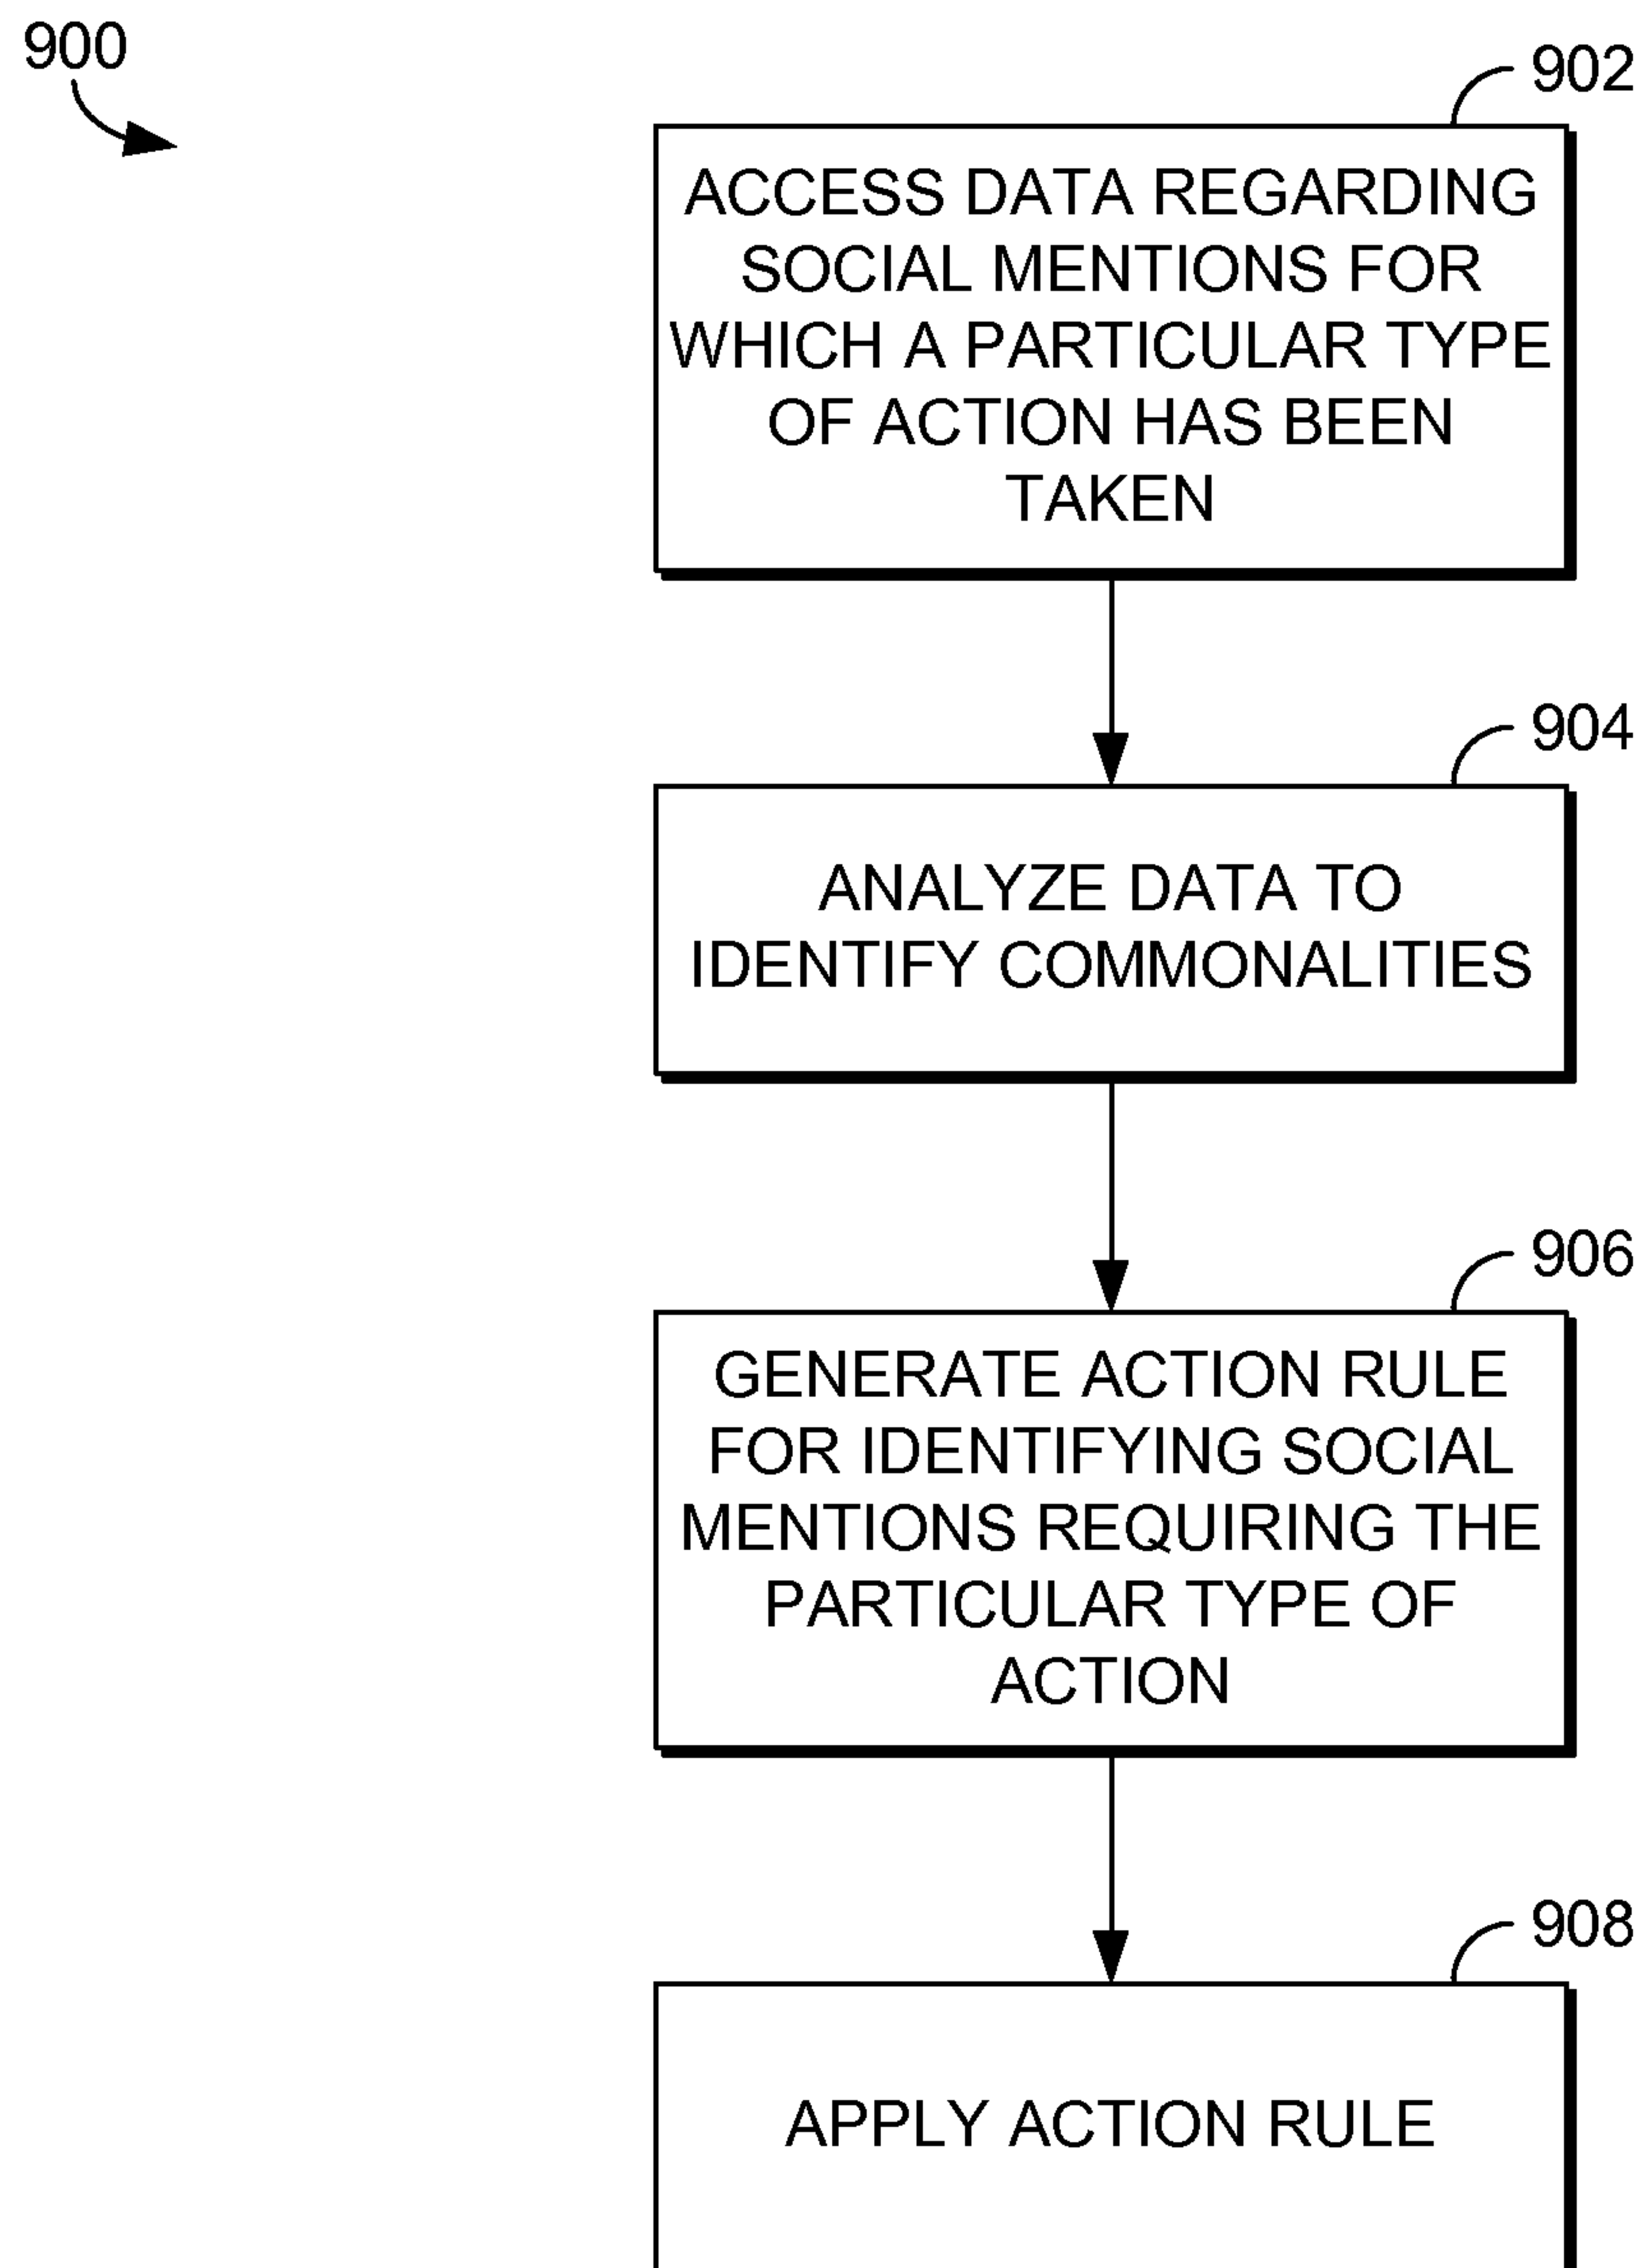 900
902
ACCESS DATA REGARDING
SOCIAL MENTIONS FOR
WHICH A PARTICULAR TYPE
OF ACTION HAS BEEN
TAKEN
904
ANALYZE DATA TO
IDENTIFY COMMONALITIES
906
GENERATE ACTION RULE
FOR IDENTIFYING SOCIAL
MENTIONS REQUIRING THE
PARTICULAR TYPE OF
ACTION
908
APPLY ACTION RULE